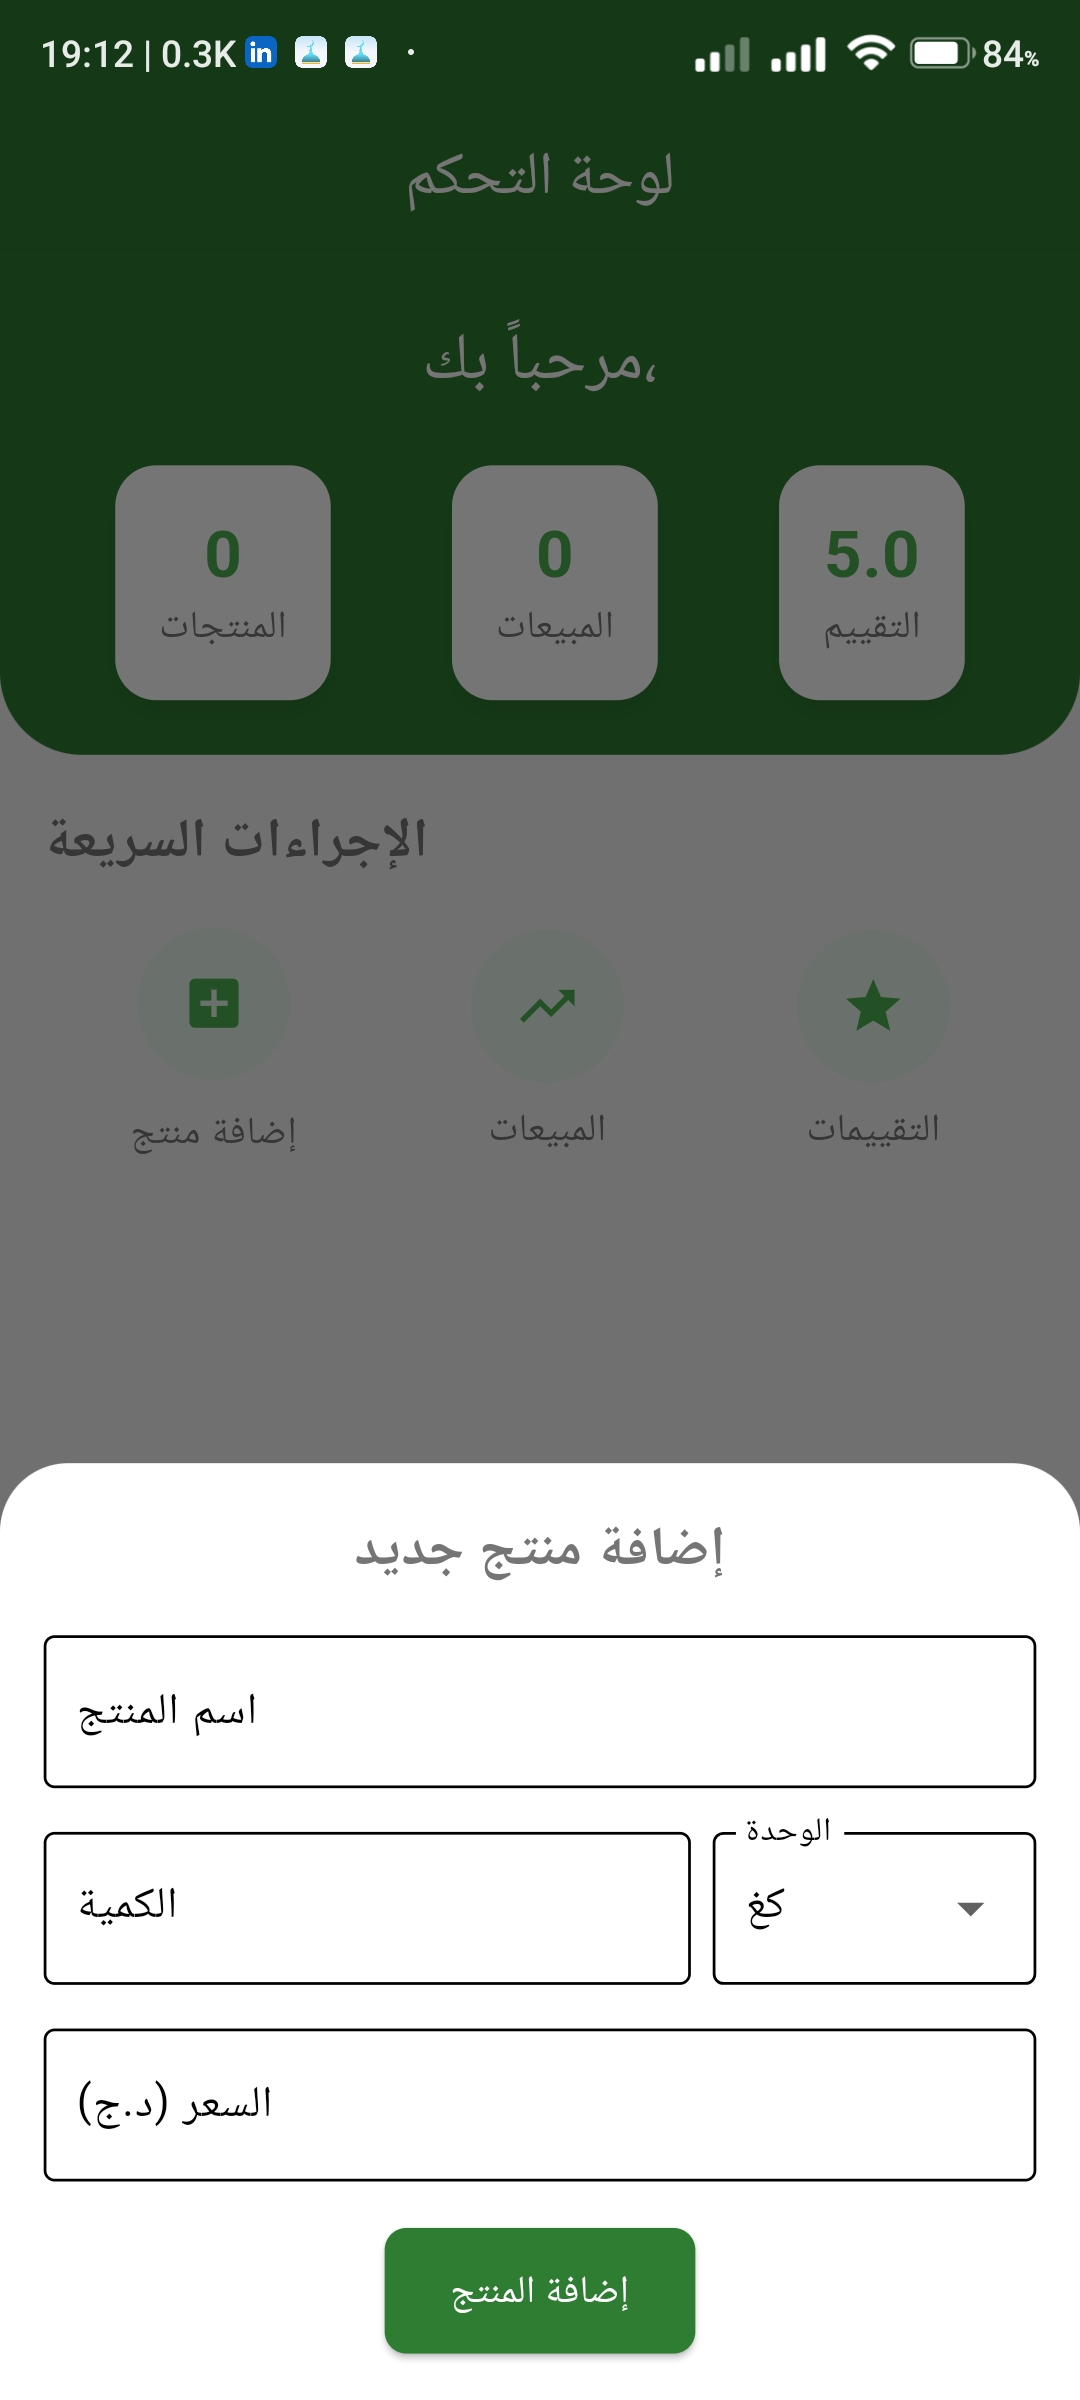 19:12 | 0.3K in 84%
لوحة التحكم
مرحباً بك،
5.0 0 0
التقييم المبيعات المنتجات
الإجراءات السريعة
التقييمات المبيعات إضافة منتج
إضافة منتج جديد
اسم المنتج
الوحدة
الكمية كغ
السعر (د.ج)
إضافة المنتج